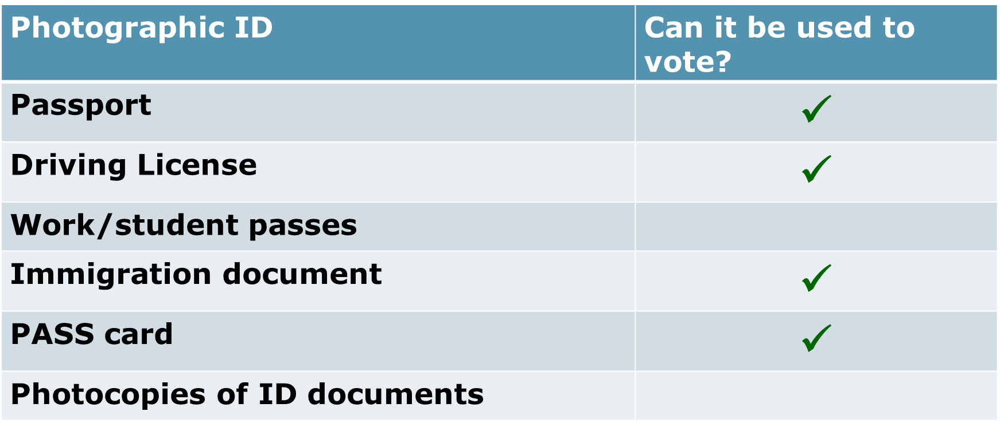 Photographic ID
Can it be used to
vote?
Passport
✓
Driving License
✓
Work/student passes
Immigration document
✓
PASS card
✓
Photocopies of ID documents